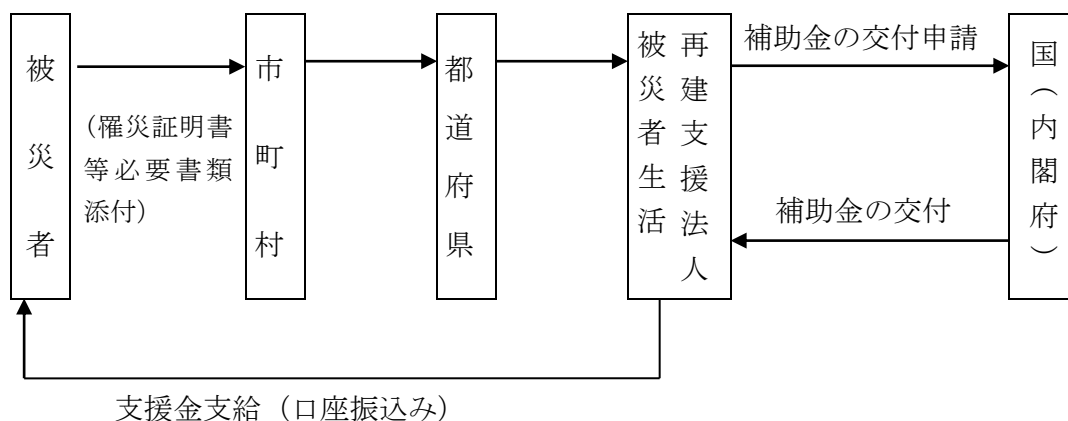 被災者
（罹災証明書
等必要書類
添付）
市町村
都道府県
被災者生活
再建支援法人
補助金の交付申請
補助金の交付
国（内閣府）
支援金支給（口座振込み）